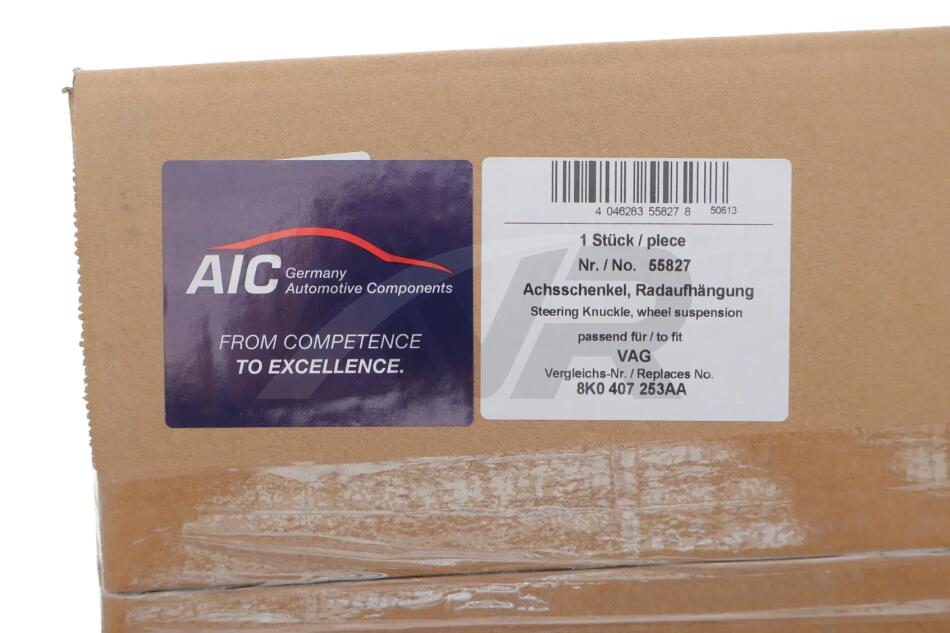 AIC Germany
Automotive Components
FROM COMPETENCE
TO EXCELLENCE.
4 046283 55827 8 50613
1 Stück / piece
Nr. / No. 55827
Achsschenkel, Radaufhängung
Steering Knuckle, wheel suspension
passend für / to fit
VAG
Vergleichs-Nr. / Replaces No.
8K0 407 253AA